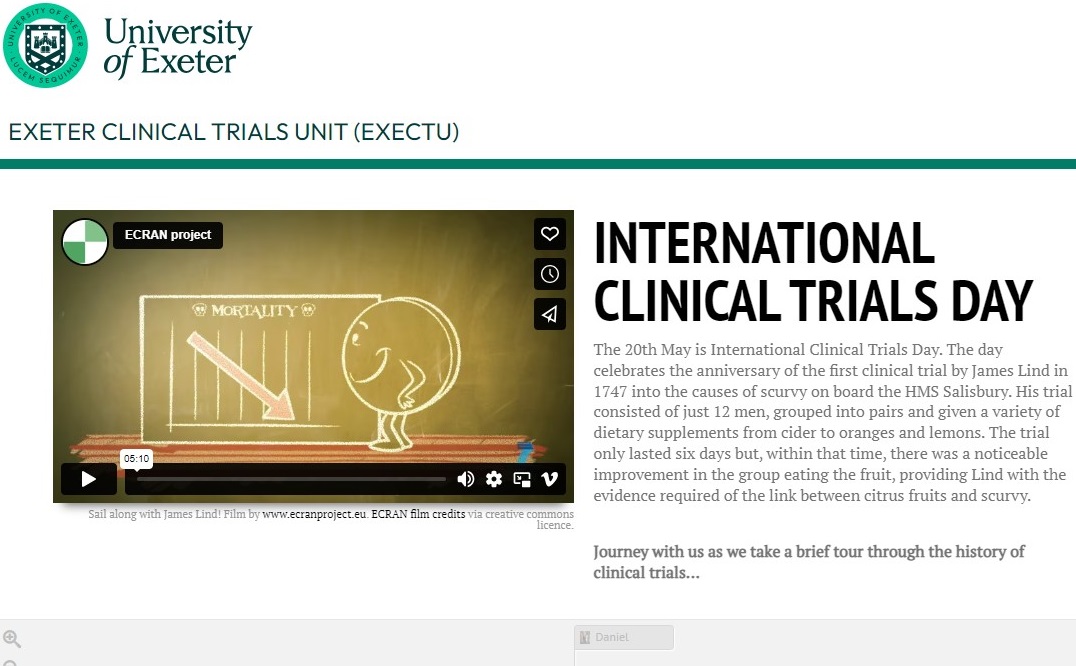 UNIVERSITY OF EXETER
LUCEM SEQUIMUR
University
of Exeter
EXETER CLINICAL TRIALS UNIT (EXECTU)
ECRAN project
MORTALITY
05:10
Sail along with James Lind! Film by www.ecranproject.eu. ECRAN film credits via creative commons
licence.
INTERNATIONAL
CLINICAL TRIALS DAY
The 20th May is International Clinical Trials Day. The day
celebrates the anniversary of the first clinical trial by James Lind in
1747 into the causes of scurvy on board the HMS Salisbury. His trial
consisted of just 12 men, grouped into pairs and given a variety of
dietary supplements from cider to oranges and lemons. The trial
only lasted six days but, within that time, there was a noticeable
improvement in the group eating the fruit, providing Lind with the
evidence required of the link between citrus fruits and scurvy.
Journey with us as we take a brief tour through the history of
clinical trials...
Daniel